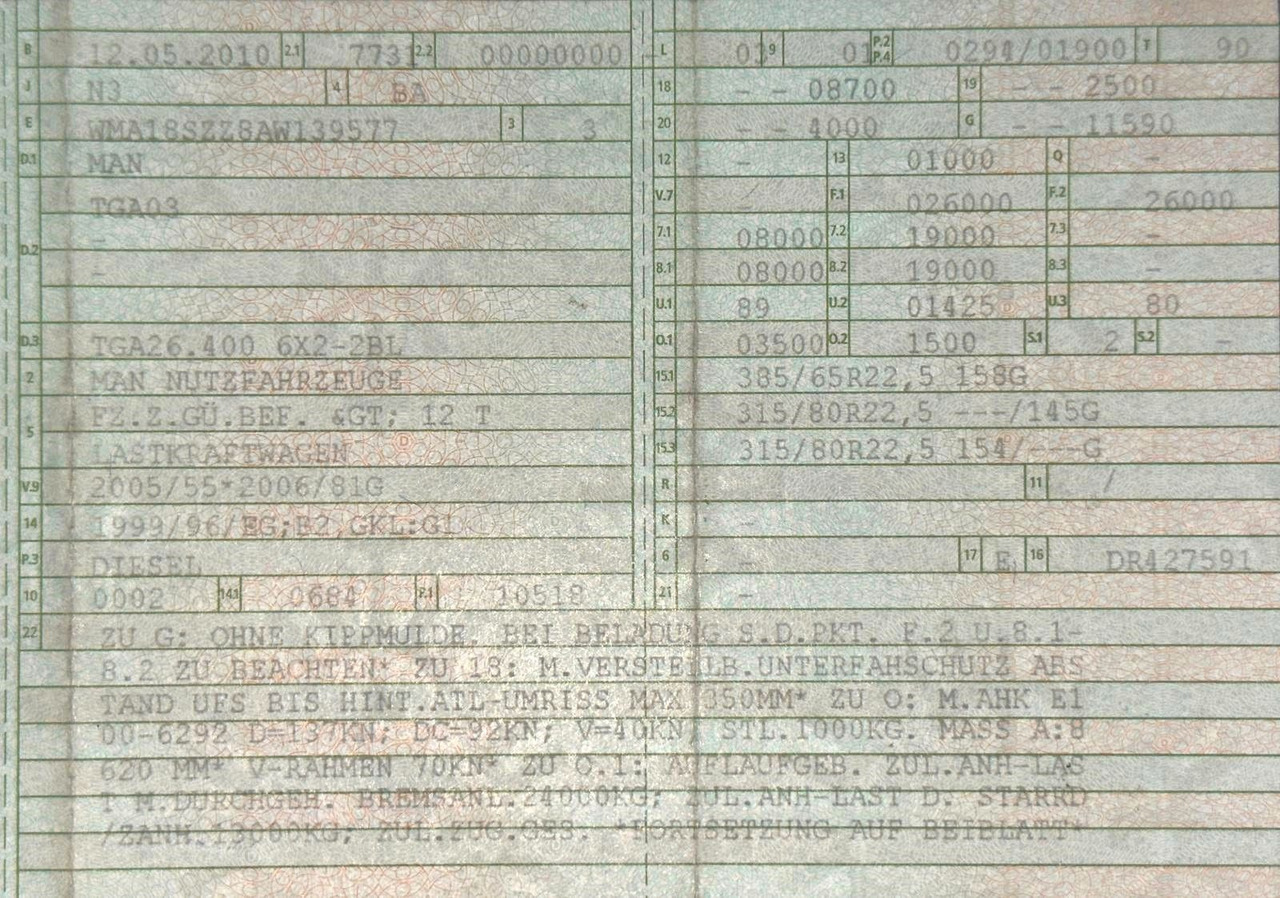 B 12.05.2010 2.1 7731 2.2 00000000
J N3 4 BA
E WMA18SZZ8AW139577 3 3
D.1 MAN
TGA03
D.2 -
-
D.3 TGA26.400 6X2-2BL
2 MAN NUTZFAHRZEUGE
5 FZ.Z.GÜ.BEF. &GT; 12 T
LASTKRAFTWAGEN
V.9 2005/55*2006/81G
14 1999/96/EG;B2,GKL:G1
P.3 DIESEL
10 0002 14.1 0684 P.1 10518
L 03 9 01 P.2 P.4 0294/01900 T 90
18 - - 08700 19 - - 2500
20 - - 4000 G - - 11590
12 - 13 01000 Q -
V.7 - F.1 026000 F.2 26000
7.1 08000 7.2 19000 7.3 -
8.1 08000 8.2 19000 8.3 -
U.1 89 U.2 01425 U.3 80
O.1 03500 O.2 1500 S.1 2 S.2 -
15.1 385/65R22,5 158G
15.2 315/80R22,5 ---/145G
15.3 315/80R22,5 154/---G
R 11 /
K -
6 - 17 E 16 DR427591
21 -
22 ZU G: OHNE KIPPMULDE. BEI BELADUNG S.D.PKT. F.2 U.8.1-
8.2 ZU BEACHTEN* ZU 18: M.VERSTELLB.UNTERFAHSCHUTZ ABS
TAND UFS BIS HINT.ATL-UMRISS MAX 350MM* ZU O: M.AHK E1
00-6292 D=137KN; DC=92KN; V=40KN, STL.1000KG. MASS A:8
620 MM* V-RAHMEN 70KN* ZU O.1: AUFLAUFGEB. ZUL.ANH-LAS
T M.DURCHGEH. BREMSANL.24000KG; ZUL.ANH-LAST D. STARRD
/ZANH.13000KG; ZUL.ZUG.GES. *FORTSETZUNG AUF BEIBLATT*